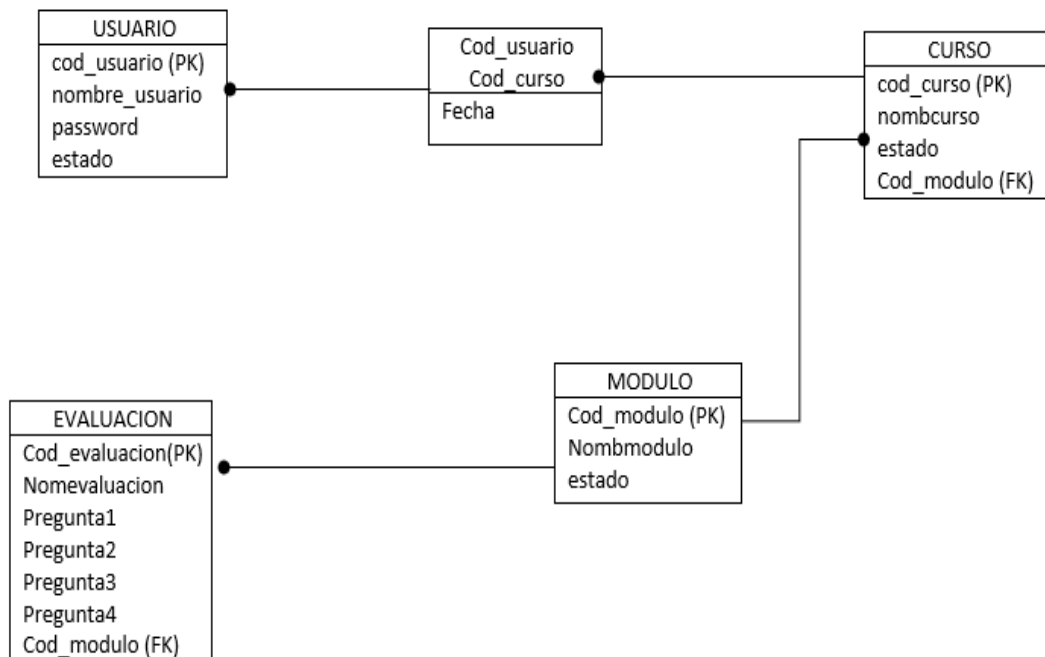 USUARIO
cod_usuario (PK)
nombre_usuario
password
estado
Cod_usuario
Cod_curso
Fecha
CURSO
cod_curso (PK)
nombcurso
estado
Cod_modulo (FK)
MODULO
Cod_modulo (PK)
Nombmodulo
estado
EVALUACION
Cod_evaluacion(PK)
Nomevaluacion
Pregunta1
Pregunta2
Pregunta3
Pregunta4
Cod_modulo (FK)